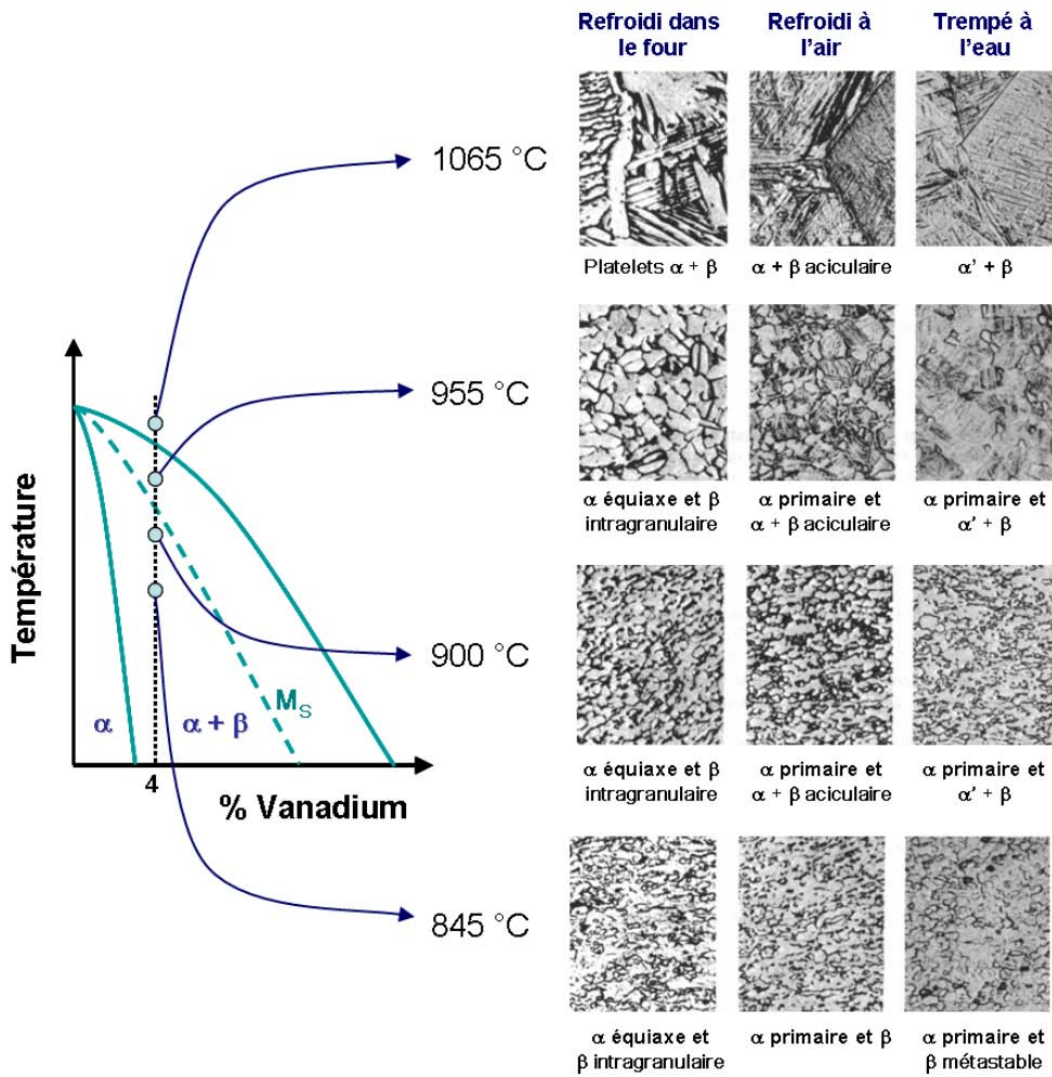 Refroidi dans
le four
Refroidi à
l'air
Trempé à
l'eau
1065 °C
Platelets α + β
α + β aciculaire
α' + β
955 °C
α équiaxe et β
intragranulaire
α primaire et
α + β aciculaire
α primaire et
α' + β
Température
900 °C
α
α + β
Ms
4
% Vanadium
α équiaxe et β
intragranulaire
α primaire et
α + β aciculaire
α primaire et
α' + β
845 °C
α équiaxe et
β intragranulaire
α primaire et β
α primaire et
β métastable